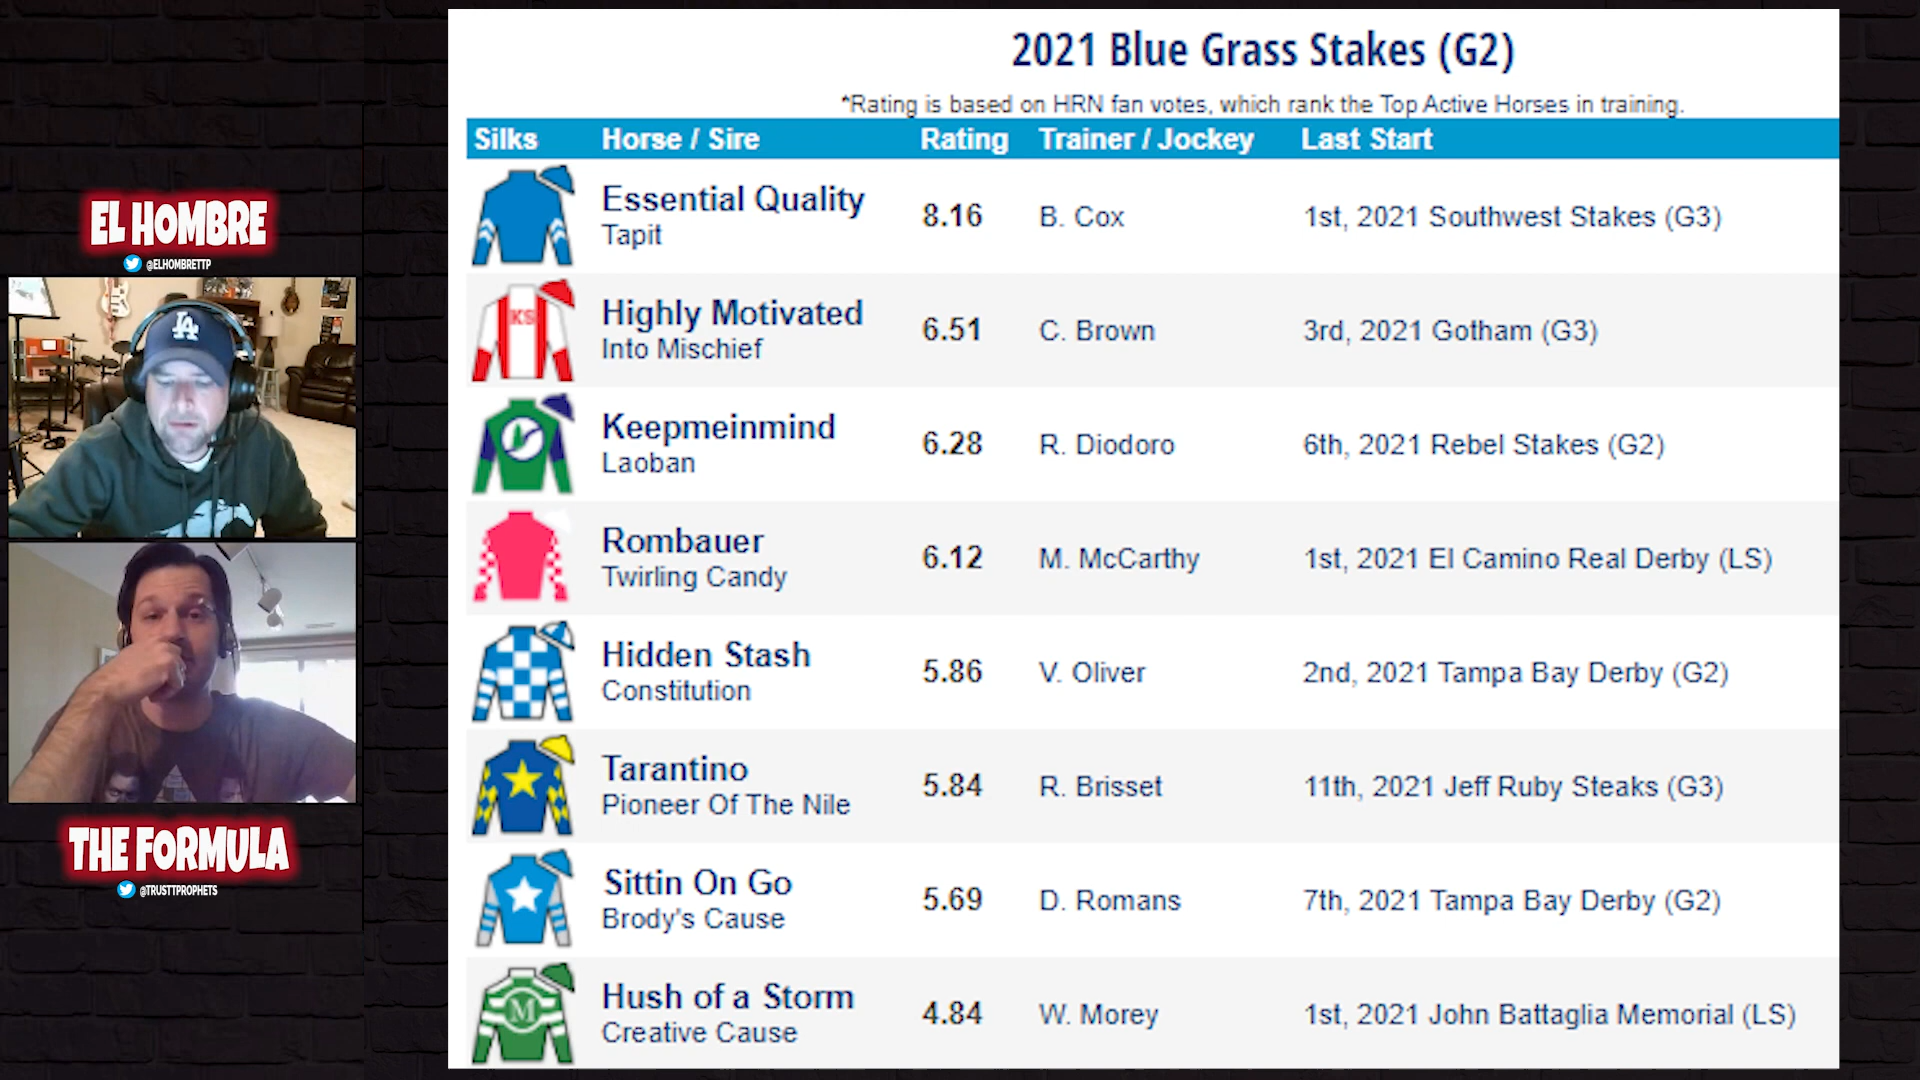 2021 Blue Grass Stakes (G2)
*Rating is based on HRN fan votes, which rank the Top Active Horses in training.
Silks Horse / Sire Rating Trainer / Jockey Last Start
Essential Quality
Tapit
8.16 B. Cox 1st, 2021 Southwest Stakes (G3)
KS
Highly Motivated
Into Mischief
6.51 C. Brown 3rd, 2021 Gotham (G3)
Keepmeinmind
Laoban
6.28 R. Diodoro 6th, 2021 Rebel Stakes (G2)
Rombauer
Twirling Candy
6.12 M. McCarthy 1st, 2021 El Camino Real Derby (LS)
Hidden Stash
Constitution
5.86 V. Oliver 2nd, 2021 Tampa Bay Derby (G2)
Tarantino
Pioneer Of The Nile
5.84 R. Brisset 11th, 2021 Jeff Ruby Steaks (G3)
Sittin On Go
Brody's Cause
5.69 D. Romans 7th, 2021 Tampa Bay Derby (G2)
M
Hush of a Storm
Creative Cause
4.84 W. Morey 1st, 2021 John Battaglia Memorial (LS)
EL HOMBRE
@ELHOMBRETTP
LA
THE FORMULA
@TRUSTTPROPHETS